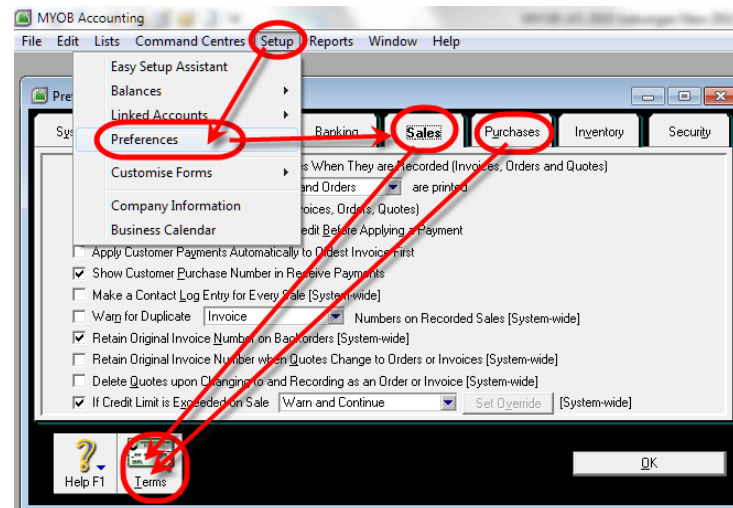 MYOB Accounting
File Edit Lists Command Centres Setup Reports Window Help
Easy Setup Assistant
Balances
Linked Accounts
Preferences
Customise Forms
Company Information
Business Calendar
Pre
Sys Banking Sales Purchases Inventory Security
s When They are Recorded (Invoices, Orders and Quotes)
and Orders are printed
voices, Orders, Quotes)
edit Before Applying a Payment
Apply Customer Payments Automatically to Oldest Invoice First
Show Customer Purchase Number in Receive Payments
Make a Contact Log Entry for Every Sale [System-wide]
Warn for Duplicate Invoice Numbers on Recorded Sales [System-wide]
Retain Original Invoice Number on Backorders [System-wide]
Retain Original Invoice Number when Quotes Change to Orders or Invoices [System-wide]
Delete Quotes upon Changing to and Recording as an Order or Invoice [System-wide]
If Credit Limit is Exceeded on Sale Warn and Continue Set Override [System-wide]
Help F1 Terms OK